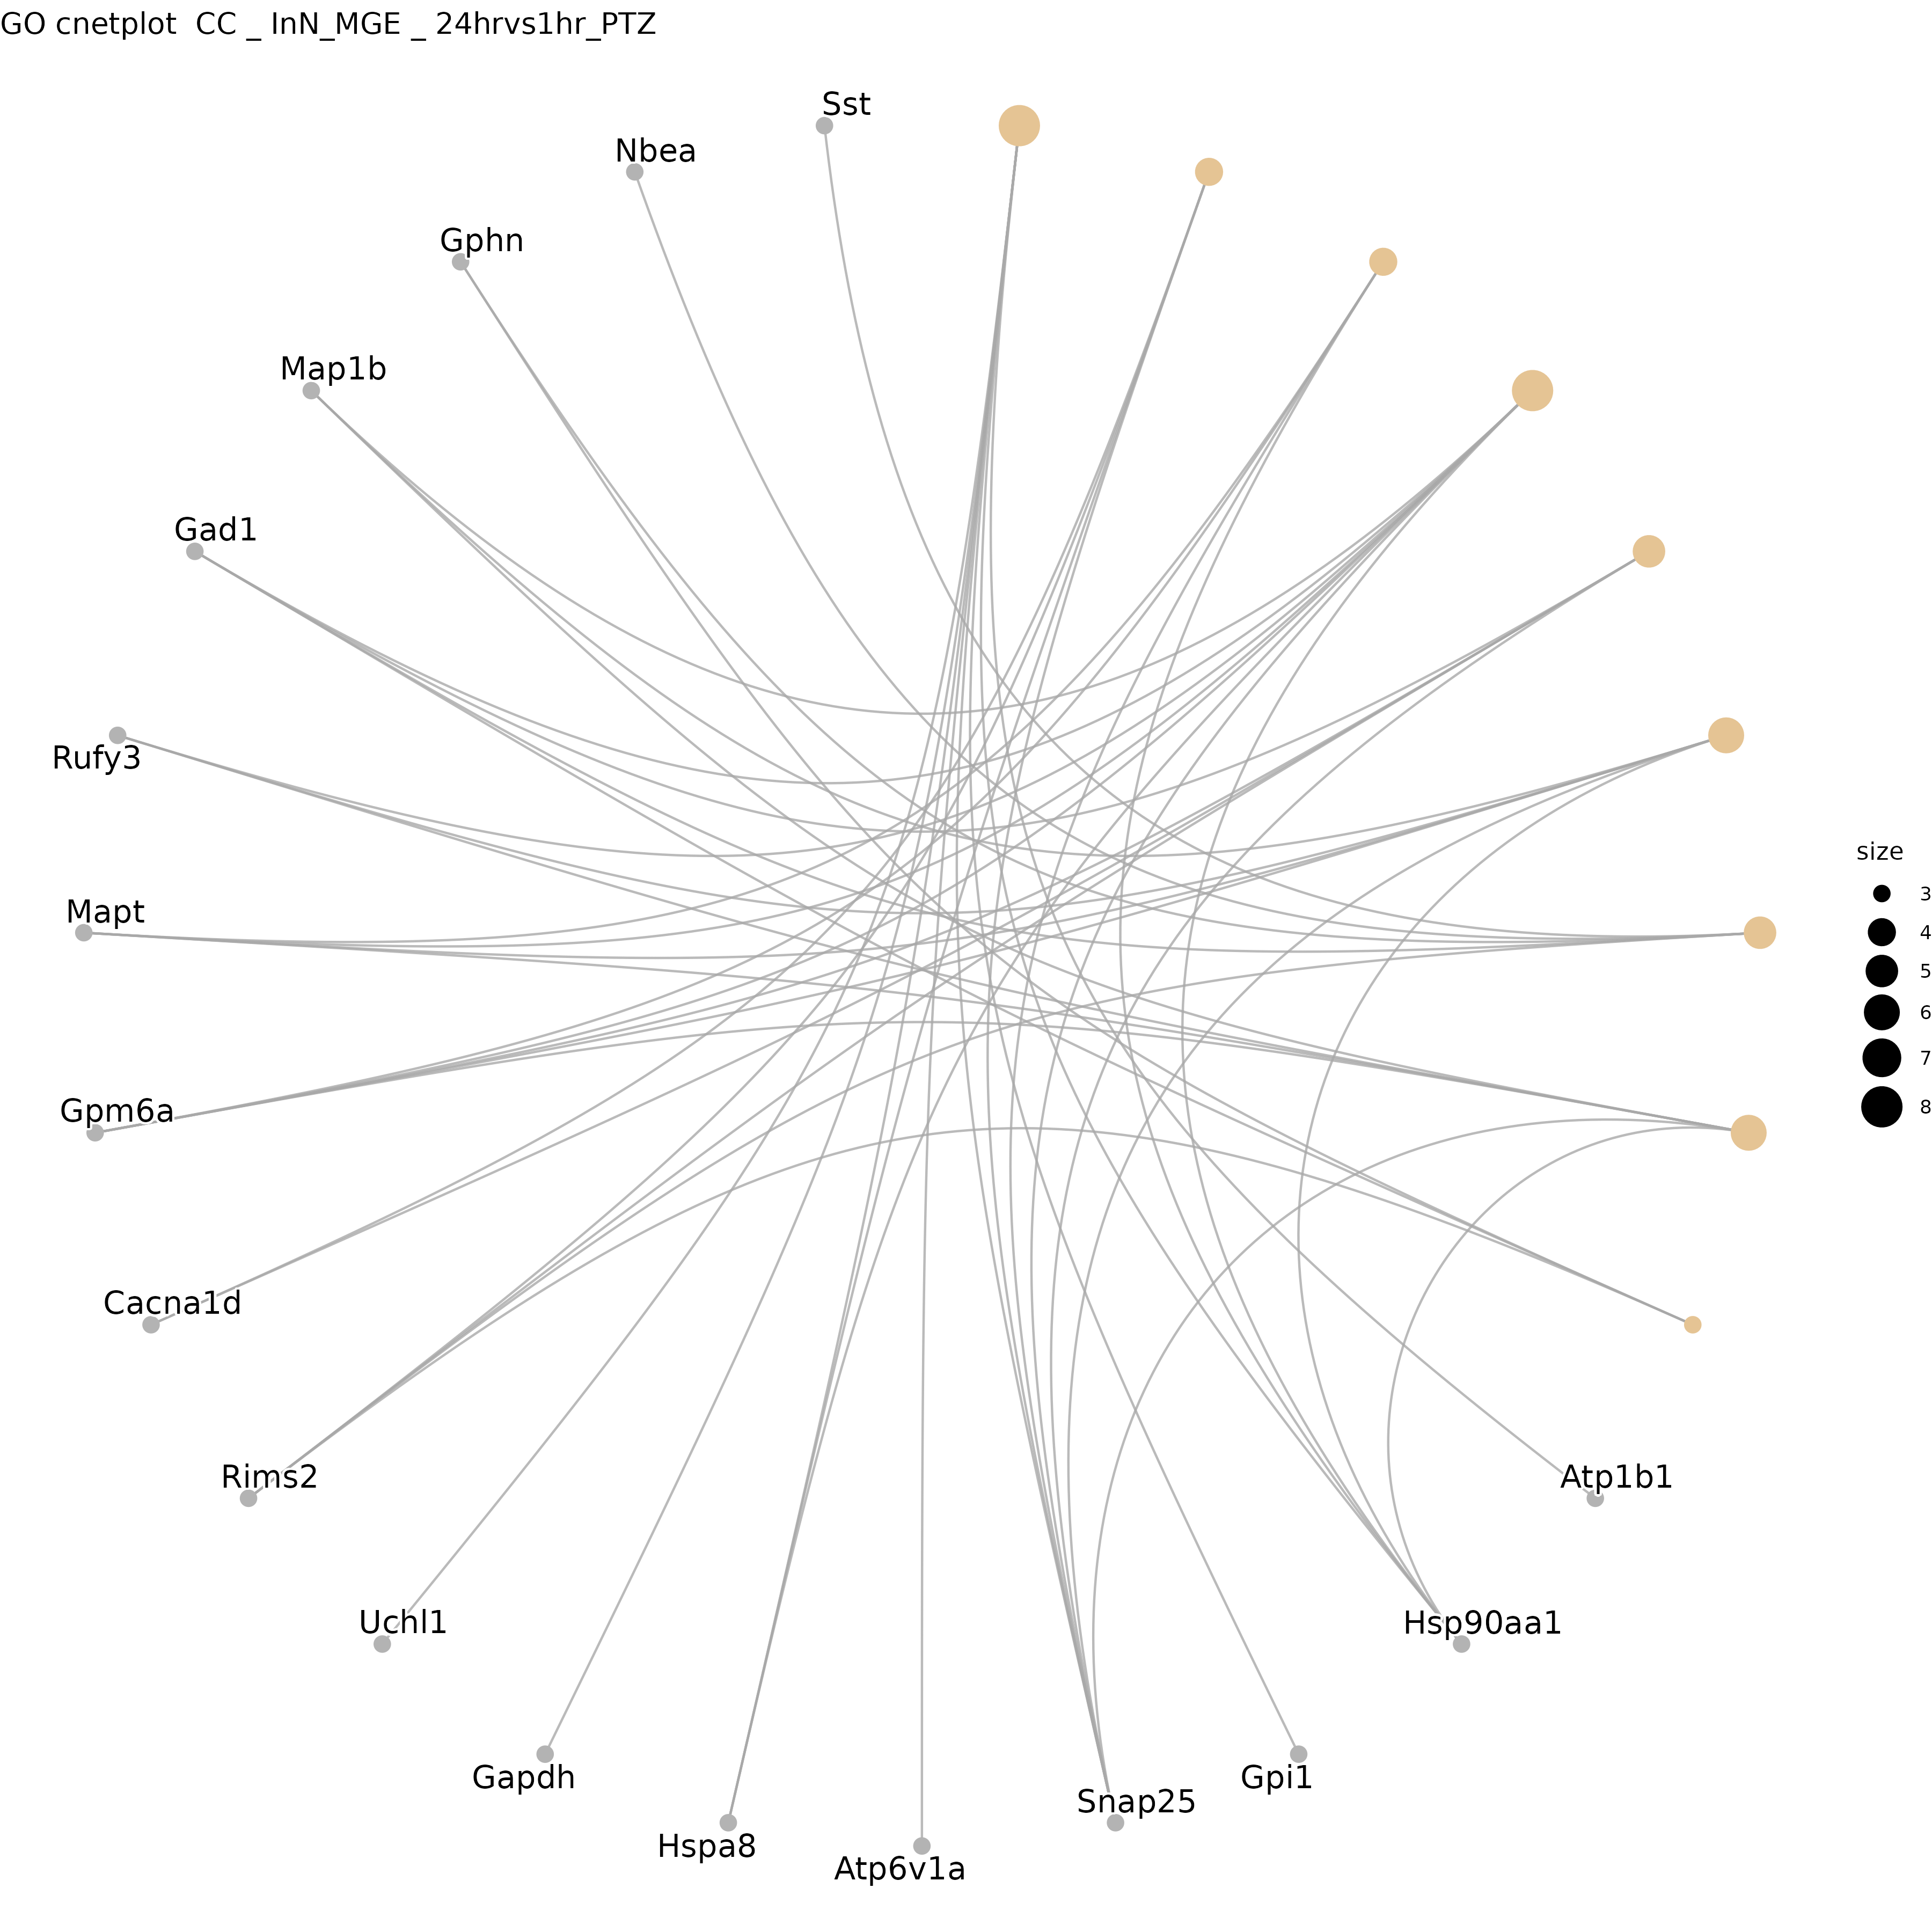 GO cnetplot  CC _ InN_MGE _ 24hrvs1hr_PTZ
Sst
Nbea
Gphn
Map1b
Gad1
Rufy3
Mapt
Gpm6a
Cacna1d
Rims2
Uchl1
Gapdh
Hspa8
Atp6v1a
Snap25
Gpi1
Hsp90aa1
Atp1b1
size
3
4
5
6
7
8